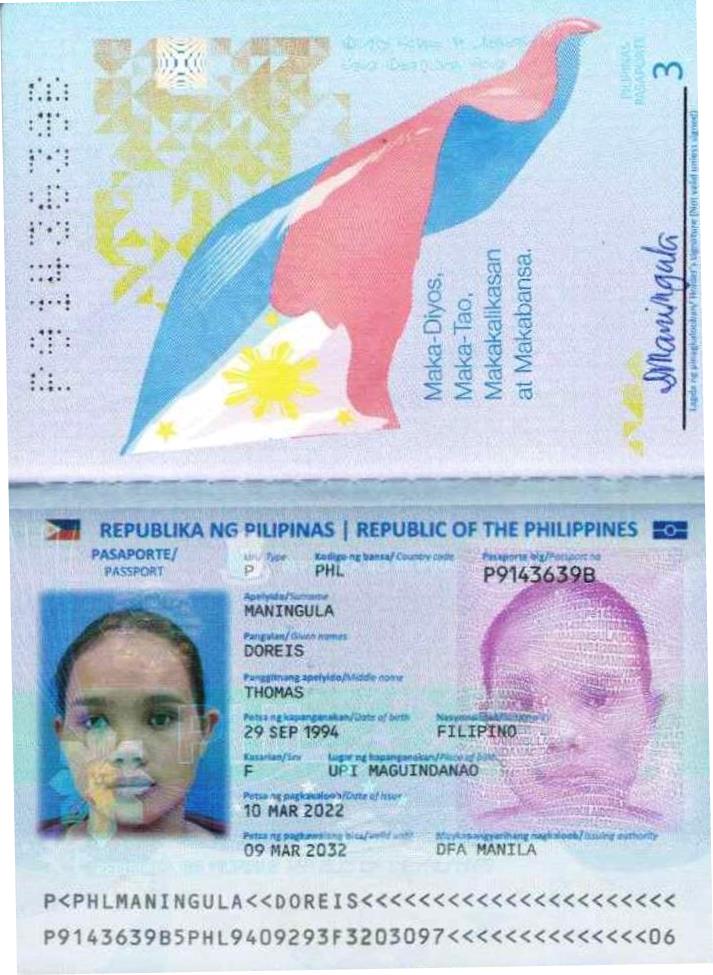 P9143639B
PILIPINAS
PASAPORTE
3
Maka-Diyos,
Maka-Tao,
Makakalikasan
at Makabansa.
SManingula
Lagda ng pinagkalooban/ Holder's signature (Not valid unless signed)
REPUBLIKA NG PILIPINAS | REPUBLIC OF THE PHILIPPINES
PASAPORTE/
PASSPORT
Uri/ Type
Kodigo ng bansa/ Country code
Pasaporte blg/Passport no
P
PHL
P9143639B
Apelyido/Surname
MANINGULA
Pangalan/ Given names
DOREIS
Panggitnang apelyido/Middle name
THOMAS
Petsa ng kapanganakan/Date of birth
Nasyonalidad/Nationality
29 SEP 1994
FILIPINO
Kasarian/Sex
Lugar ng kapanganakan/Place of birth
F
UPI MAGUINDANAO
Petsa ng pagkakaloob/Date of issue
10 MAR 2022
Petsa ng pagkawalang bisa/valid until
Maykapangyarihang nagkaloob/ Issuing authority
09 MAR 2032
DFA MANILA
P<PHLMANINGULA<<DOREIS<<<<<<<<<<<<<<<<<<<<<<
P9143639B5PHL9409293F3203097<<<<<<<<<<<<<<06